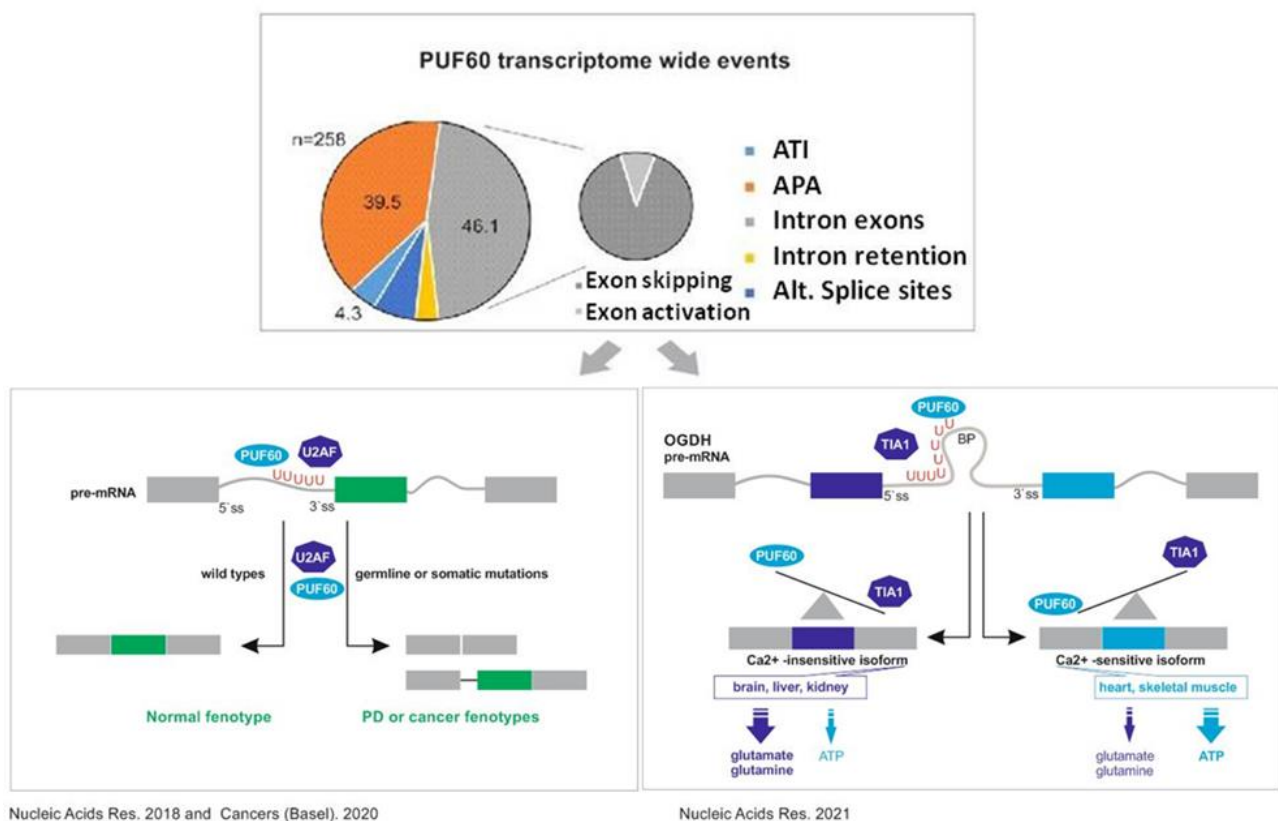 PUF60 transcriptome wide events
n=258
39.5
46.1
4.3
Exon skipping
Exon activation
ATI
APA
Intron exons
Intron retention
Alt. Splice sites
PUF60
U2AF
UUUUU
pre-mRNA
5`ss
3`ss
wild types
U2AF
PUF60
germline or somatic mutations
Normal fenotype
PD or cancer fenotypes
Nucleic Acids Res. 2018 and Cancers (Basel). 2020
PUF60
TIA1
UU
U
U
UUUU
BP
OGDH
pre-mRNA
5`ss
3`ss
PUF60
TIA1
Ca2+ -insensitive isoform
brain, liver, kidney
glutamate
glutamine
ATP
TIA1
PUF60
Ca2+ -sensitive isoform
heart, skeletal muscle
glutamate
glutamine
ATP
Nucleic Acids Res. 2021